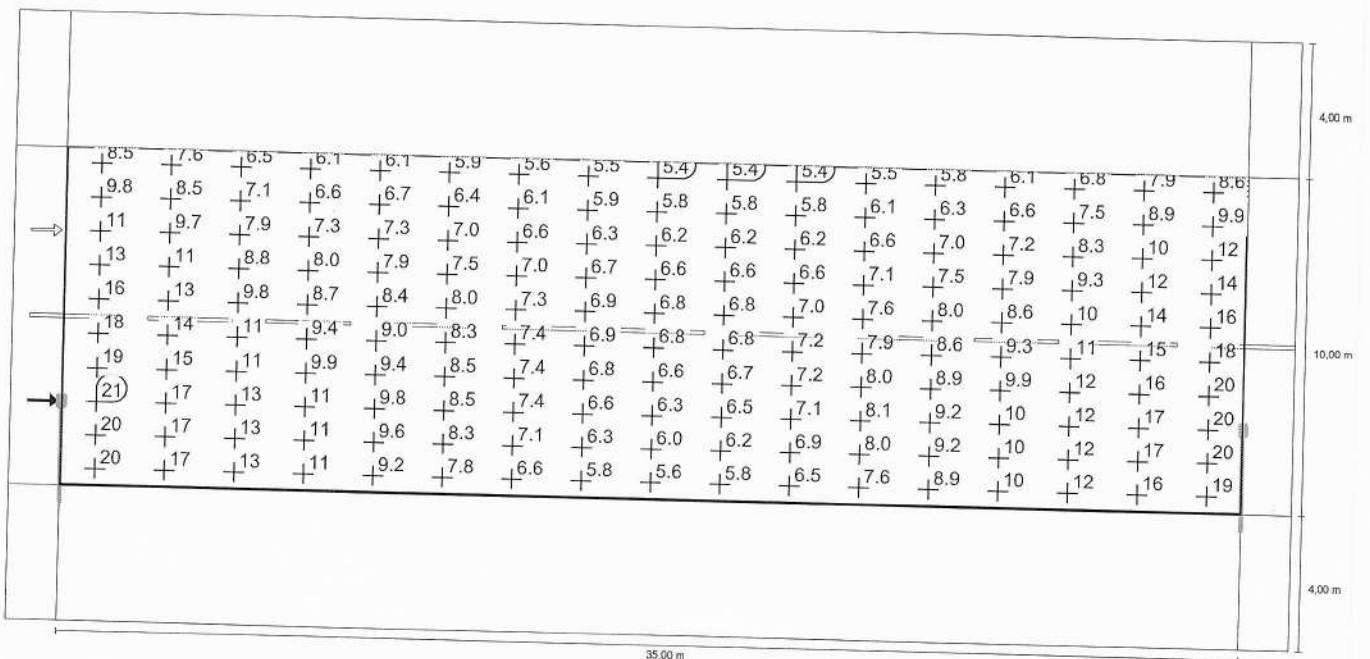 4,00 m
8.5 7.6 6.5 6.1 6.1 5.9 5.6 5.5 5.4 5.4 5.4 5.5 5.8 6.1 6.8 7.9 8.6
9.8 8.5 7.1 6.6 6.7 6.4 6.1 5.9 5.8 5.8 5.8 6.1 6.3 6.6 7.5 8.9 9.9
11 9.7 7.9 7.3 7.3 7.0 6.6 6.3 6.2 6.2 6.2 6.6 7.0 7.2 8.3 10 12
13 11 8.8 8.0 7.9 7.5 7.0 6.7 6.6 6.6 6.6 7.1 7.5 7.9 9.3 12 14
16 13 9.8 8.7 8.4 8.0 7.3 6.9 6.8 6.8 7.0 7.6 8.0 8.6 10 14 16
18 14 11 9.4 9.0 8.3 7.4 6.9 6.8 6.8 7.2 7.9 8.6 9.3 11 15 18
10,00 m
19 15 11 9.9 9.4 8.5 7.4 6.8 6.6 6.7 7.2 8.0 8.9 9.9 12 16 20
21 17 13 11 9.8 8.5 7.4 6.6 6.3 6.5 7.1 8.1 9.2 10 12 17 20
20 17 13 11 9.6 8.3 7.1 6.3 6.0 6.2 6.9 8.0 9.2 10 12 17 20
20 17 13 11 9.2 7.8 6.6 5.8 5.6 5.8 6.5 7.6 8.9 10 12 16 19
4,00 m
35,00 m